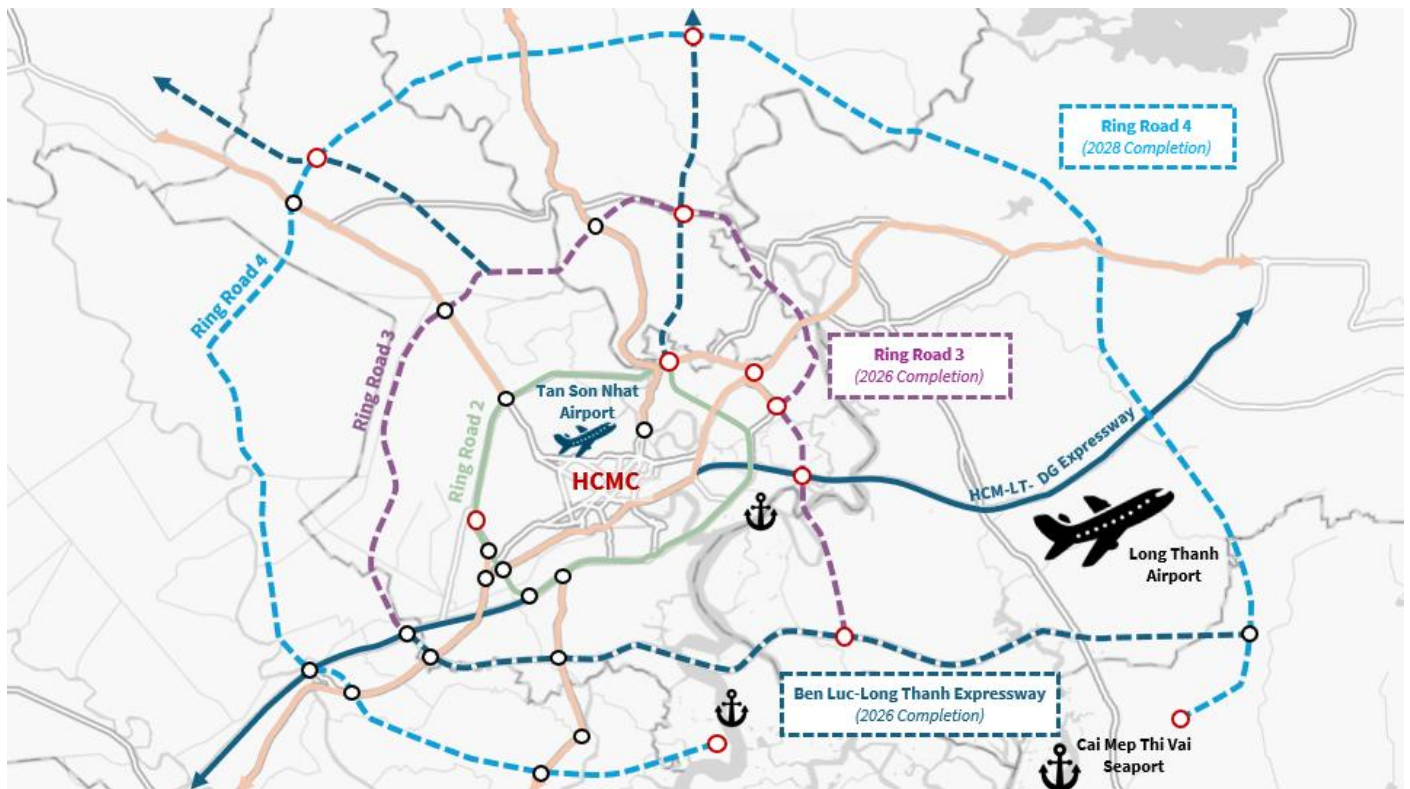 Ring Road 4
(2028 Completion)
Ring Road 4
Ring Road 3
Ring Road 3
(2026 Completion)
Tan Son Nhat
Airport
Ring Road 2
HCMC
HCM-LT- DG Expressway
Long Thanh
Airport
Ben Luc-Long Thanh Expressway
(2026 Completion)
Cai Mep Thi Vai
Seaport